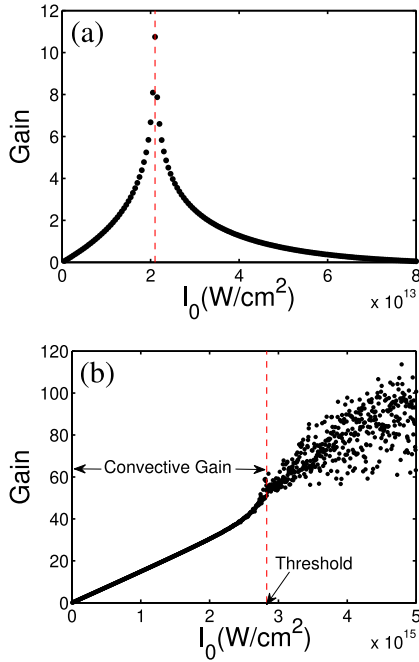 (a)
12
10
8
6
4
2
0
Gain
0 2 4 6 8
I₀(W/cm²)
x 10¹³
(b)
120
100
80
60
40
20
0
Gain
Convective Gain
Threshold
0 1 2 3 4 5
I₀(W/cm²)
x 10¹⁵